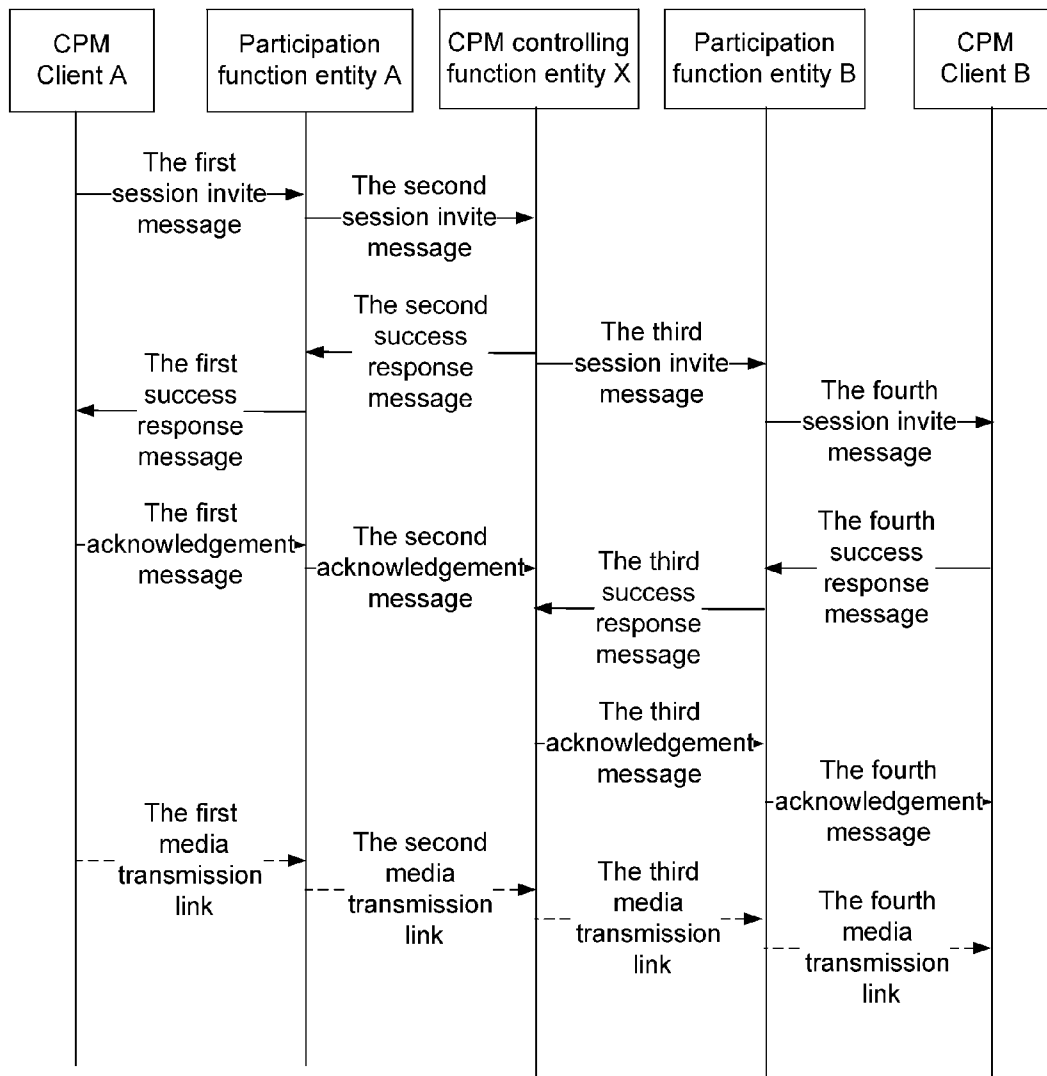 CPM
Client A
Participation
function entity A
CPM controlling
function entity X
Participation
function entity B
CPM
Client B
The first
session invite
message
The second
session invite
message
The second
success
response
message
The third
session invite
message
The first
success
response
message
The fourth
session invite
message
The first
acknowledgement
message
The second
acknowledgement
message
The fourth
success
response
message
The third
success
response
message
The third
acknowledgement
message
The fourth
acknowledgement
message
The first
media
transmission
link
The second
media
transmission
link
The third
media
transmission
link
The fourth
media
transmission
link